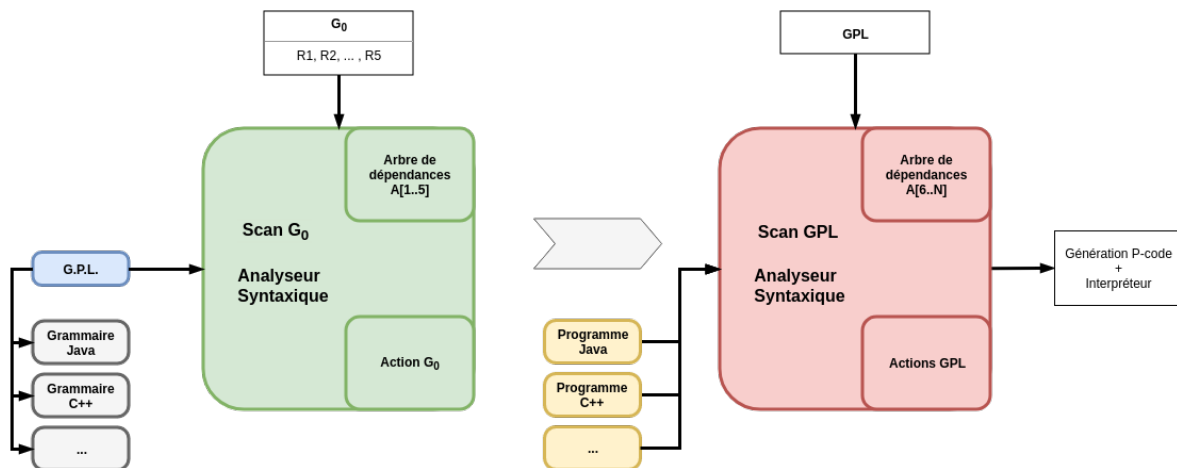 G₀
R1, R2, ... , R5
Arbre de
dépendances
A[1..5]
Scan G₀
Analyseur
Syntaxique
Action G₀
G.P.L.
Grammaire
Java
Grammaire
C++
...
GPL
Arbre de
dépendances
A[6..N]
Scan GPL
Analyseur
Syntaxique
Actions GPL
Programme
Java
Programme
C++
...
Génération P-code
+
Interpréteur